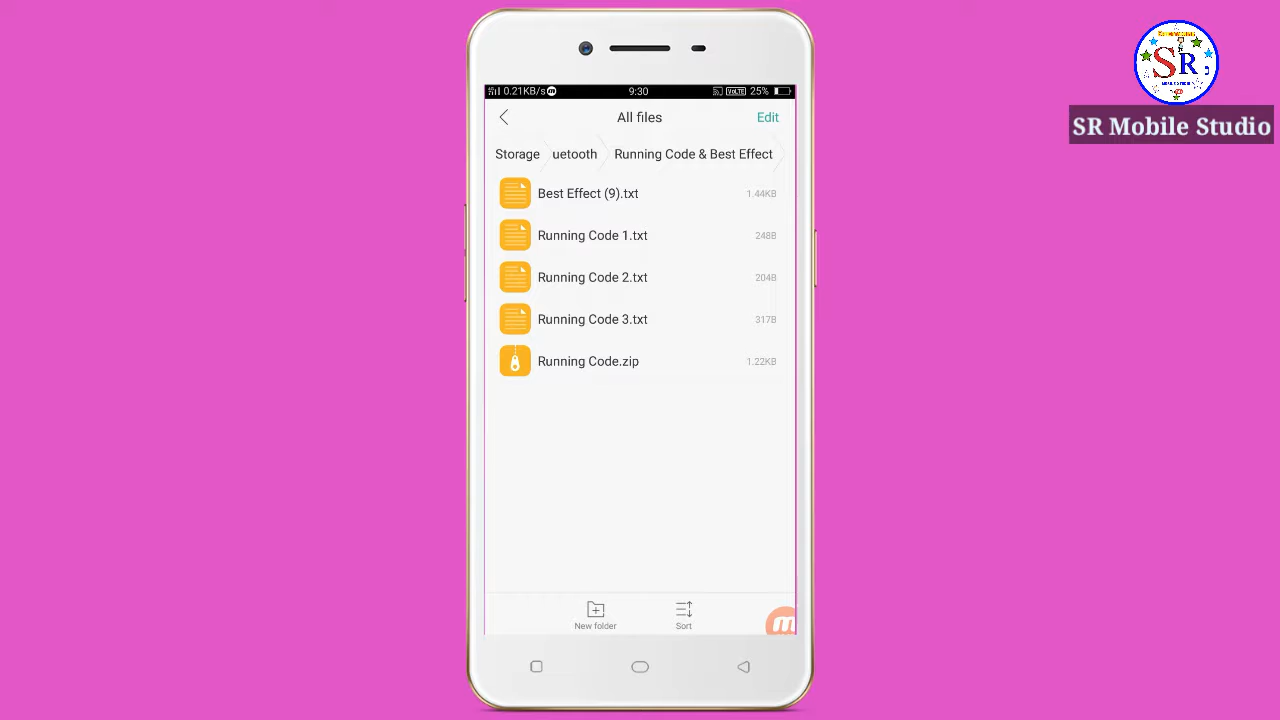 SR
SR Mobile Studio
0.21KB/s
9:30
VoLTE
25%
All files
Edit
Storage
uetooth
Running Code & Best Effect
Best Effect (9).txt
1.44KB
Running Code 1.txt
248B
Running Code 2.txt
204B
Running Code 3.txt
317B
Running Code.zip
1.22KB
New folder
Sort